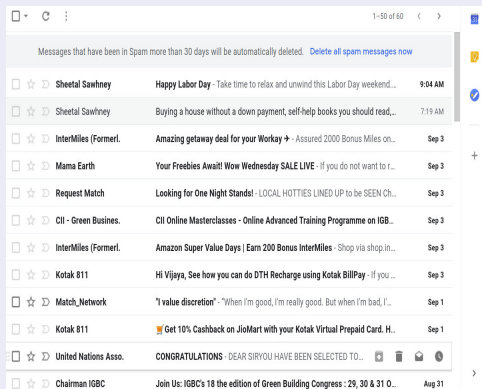 1–50 of 60
Messages that have been in Spam more than 30 days will be automatically deleted. Delete all spam messages now
Sheetal Sawhney Happy Labor Day - Take time to relax and unwind this Labor Day weekend.... 9:04 AM
Sheetal Sawhney Buying a house without a down payment, self-help books you should read,... 7:19 AM
InterMiles (Formerl. Amazing getaway deal for your Workay ✈ - Assured 2000 Bonus Miles on... Sep 3
Mama Earth Your Freebies Await! Wow Wednesday SALE LIVE - If you do not want to r... Sep 3
Request Match Looking for One Night Stands! - LOCAL HOTTIES LINED UP to be SEEN Ch... Sep 3
CII - Green Busines. CII Online Masterclasses - Online Advanced Training Programme on IGB... Sep 3
InterMiles (Formerl. Amazon Super Value Days | Earn 200 Bonus InterMiles - Shop via shop.in... Sep 3
Kotak 811 Hi Vijaya, See how you can do DTH Recharge using Kotak BillPay - If you ... Sep 3
Match_Network "I value discretion" - "When I'm good, I'm really good. But when I'm bad, I'... Sep 1
Kotak 811 🛒Get 10% Cashback on JioMart with your Kotak Virtual Prepaid Card. H... Sep 1
United Nations Asso. CONGRATULATIONS - DEAR SIRYOU HAVE BEEN SELECTED TO...
Chairman IGBC Join Us: IGBC's 18 the edition of Green Building Congress : 29, 30 & 31 O... Aug 31